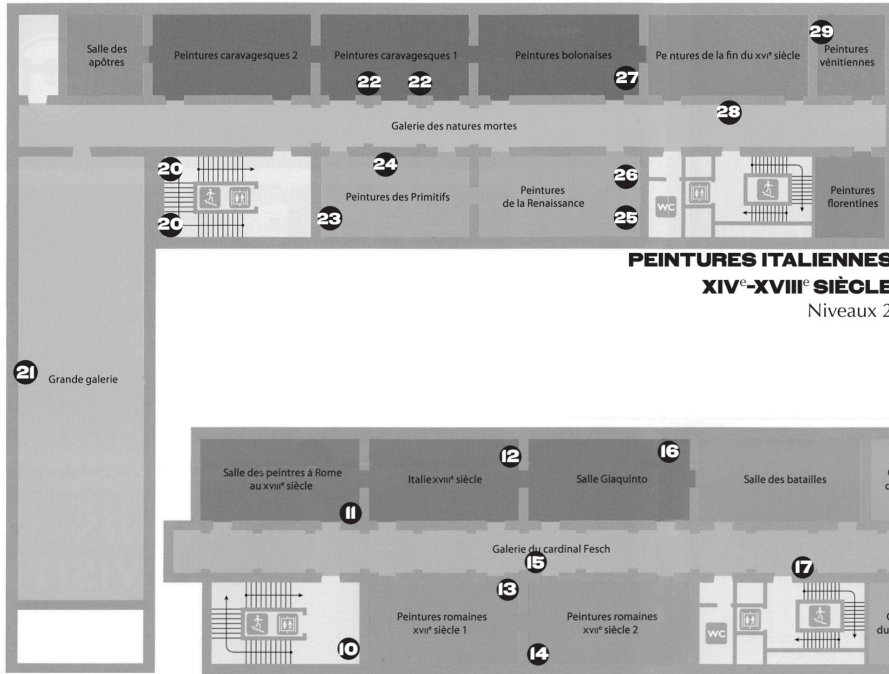 29
Salle des
apôtres
Peintures caravagesques 2
Peintures caravagesques 1
Peintures bolonaises
Pe ntures de la fin du XVIe siècle
Peintures
vénitiennes
22
22
27
28
Galerie des natures mortes
20
24
26
Peintures des Primitifs
Peintures
de la Renaissance
WC
Peintures
florentines
20
23
25
PEINTURES ITALIENNES
XIVe-XVIIIe SIÈCLE
Niveaux 2
21
Grande galerie
12
16
Salle des peintres à Rome
au XVIIIe siècle
Italie XVIIIe siècle
Salle Giaquinto
Salle des batailles
11
Galerie du cardinal Fesch
15
17
13
Peintures romaines
XVIIe siècle 1
Peintures romaines
XVIIe siècle 2
WC
10
14
du